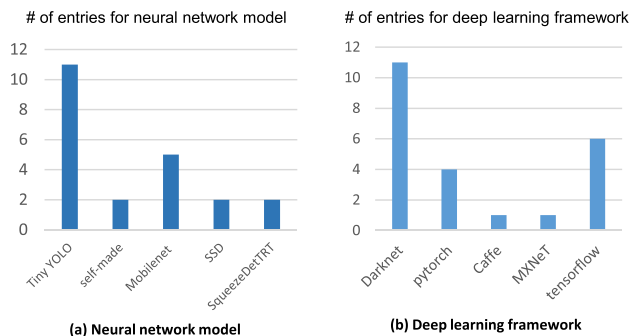 # of entries for neural network model
12
10
8
6
4
2
0
Tiny YOLO
self-made
Mobilenet
SSD
SqueezeDetTRT
(a) Neural network model
# of entries for deep learning framework
12
10
8
6
4
2
0
Darknet
pytorch
Caffe
MXNeT
tensorflow
(b) Deep learning framework